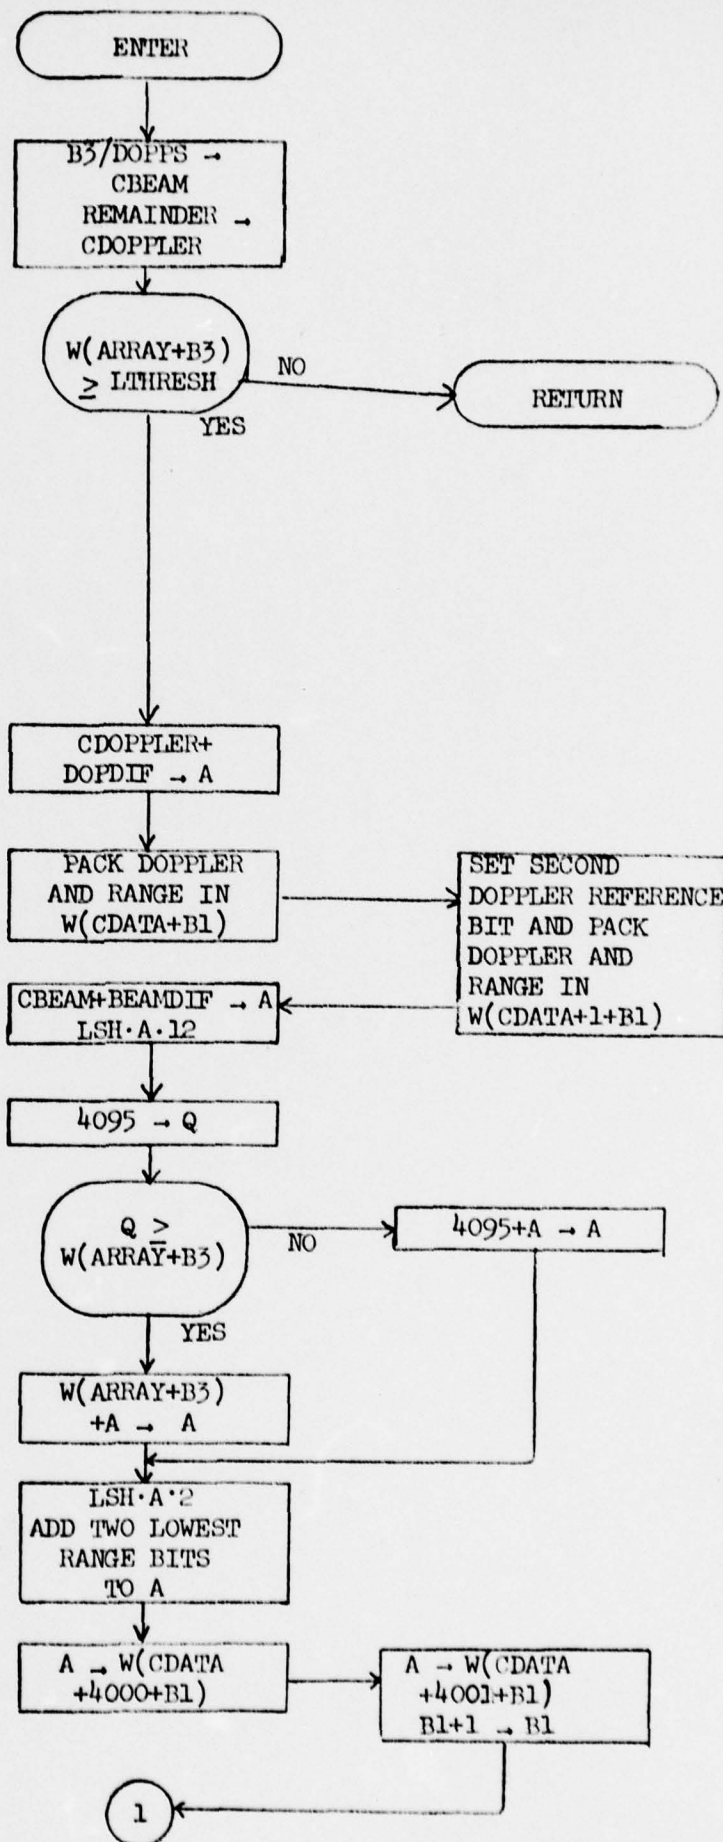 ENTER
B3/DOPPS →
CBEAM
REMAINDER →
CDOPPLER
W(ARRAY+B3)
≥ LTHRESH
NO
YES
RETURN
CDOPPLER+
DOPDIF → A
PACK DOPPLER
AND RANGE IN
W(CDATA+B1)
SET SECOND
DOPPLER REFERENCE
BIT AND PACK
DOPPLER AND
RANGE IN
W(CDATA+1+B1)
CBEAM+BEAMDIF → A
LSH·A·12
4095 → Q
Q ≥
W(ARRAY+B3)
NO
YES
4095+A → A
W(ARRAY+B3)
+A → A
LSH·A·2
ADD TWO LOWEST
RANGE BITS
TO A
A → W(CDATA
+4000+B1)
A → W(CDATA
+4001+B1)
B1+1 → B1
1